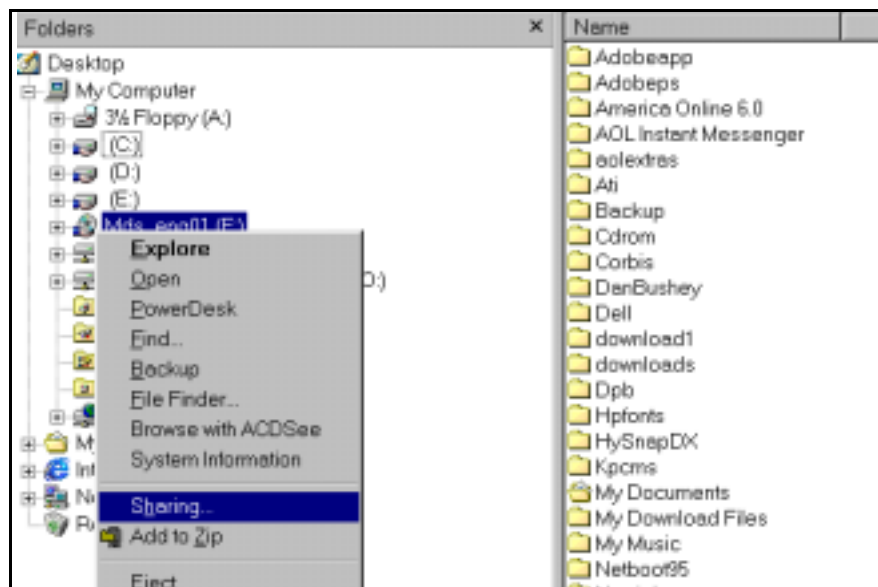 Folders
Desktop
My Computer
3½ Floppy (A:)
(C:)
(D:)
(E:)
Mds_eng01 (F:)
Explore
Open
O:)
PowerDesk
Find...
Backup
File Finder...
Browse with ACDSee
System Information
Sharing...
Add to Zip
Eject
M
Int
N
Name
Adobeapp
Adobeps
America Online 6.0
AOL Instant Messenger
aolextras
Ati
Backup
Cdrom
Corbis
DanBushey
Dell
download1
downloads
Dpb
Hpfonts
HySnapDX
Kpcms
My Documents
My Download Files
My Music
Netboot95